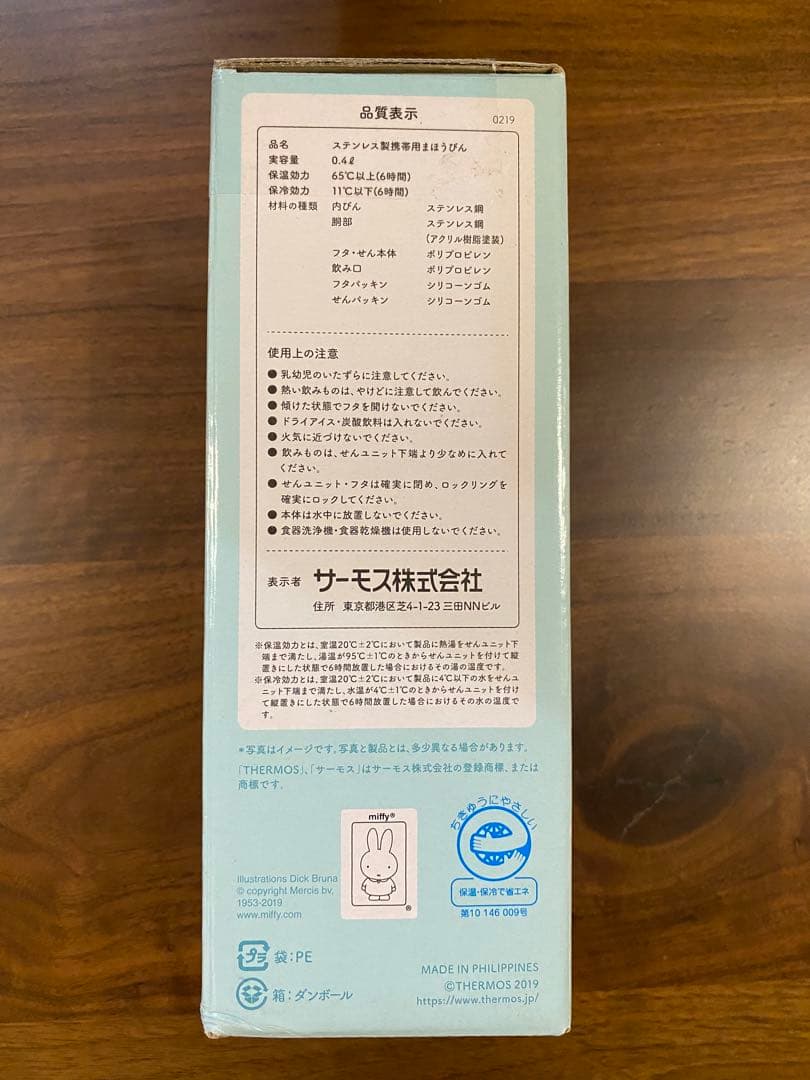 品質表示
0219
品名 ステンレス製携帯用まほうびん
実容量 0.4ℓ
保温効力 65℃以上(6時間)
保冷効力 11℃以下(6時間)
材料の種類 内びん ステンレス鋼
胴部 ステンレス鋼
(アクリル樹脂塗装)
フタ・せん本体 ポリプロピレン
飲み口 ポリプロピレン
フタパッキン シリコーンゴム
せんパッキン シリコーンゴム
使用上の注意
● 乳幼児のいたずらに注意してください。
● 熱い飲みものは、やけどに注意して飲んでください。
● 傾けた状態でフタを開けないでください。
● ドライアイス・炭酸飲料は入れないでください。
● 火気に近づけないでください。
● 飲みものは、せんユニット下端より少なめに入れて
ください。
● せんユニット・フタは確実に閉め、ロックリングを
確実にロックしてください。
● 本体は水中に放置しないでください。
● 食器洗浄機・食器乾燥機は使用しないでください。
表示者 サーモス株式会社
住所 東京都港区芝4-1-23 三田NNビル
※保温効力とは、室温20℃±2℃において製品に熱湯をせんユニット下
端まで満たし、湯温が95℃±1℃のときからせんユニットを付けて縦
置きにした状態で6時間放置した場合におけるその湯の温度です。
※保冷効力とは、室温20℃±2℃において製品に4℃以下の水をせんユ
ニット下端まで満たし、水温が4℃±1℃のときからせんユニットを付け
て縦置きにした状態で6時間放置した場合におけるその水の温度で
す。
*写真はイメージです。写真と製品とは、多少異なる場合があります。
「THERMOS」、「サーモス」はサーモス株式会社の登録商標、または
商標です。
miffy®
®
Illustrations Dick Bruna
© copyright Mercis bv,
1953-2019
www.miffy.com
ちきゅうにやさしい
保温・保冷で省エネ
第10 146 009号
プラ 袋:PE
箱:ダンボール
MADE IN PHILIPPINES
©THERMOS 2019
https://www.thermos.jp/